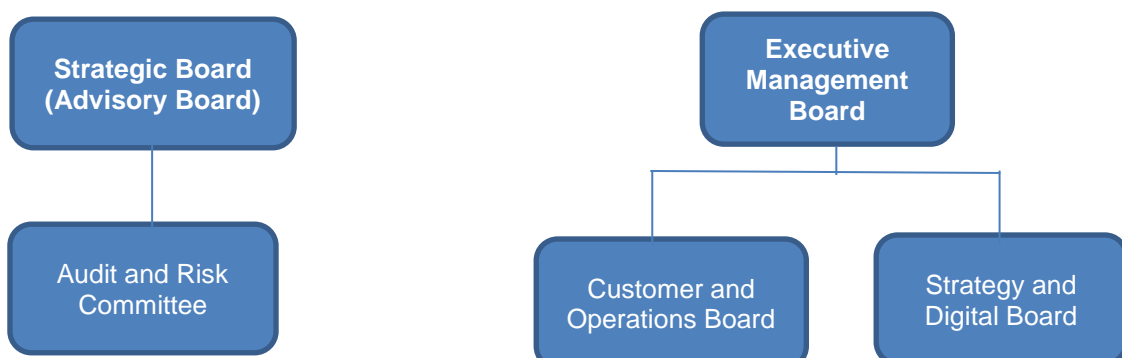 Strategic Board
(Advisory Board)
Executive
Management
Board
Audit and Risk
Committee
Customer and
Operations Board
Strategy and
Digital Board